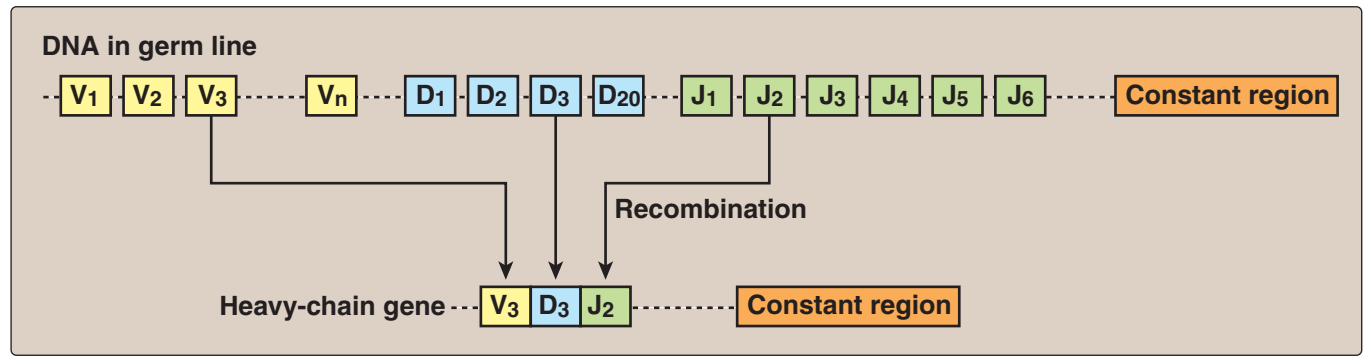 DNA in germ line
V1 V2 V3 Vn D1 D2 D3 D20 J1 J2 J3 J4 J5 J6 Constant region
Recombination
Heavy-chain gene V3 D3 J2 Constant region